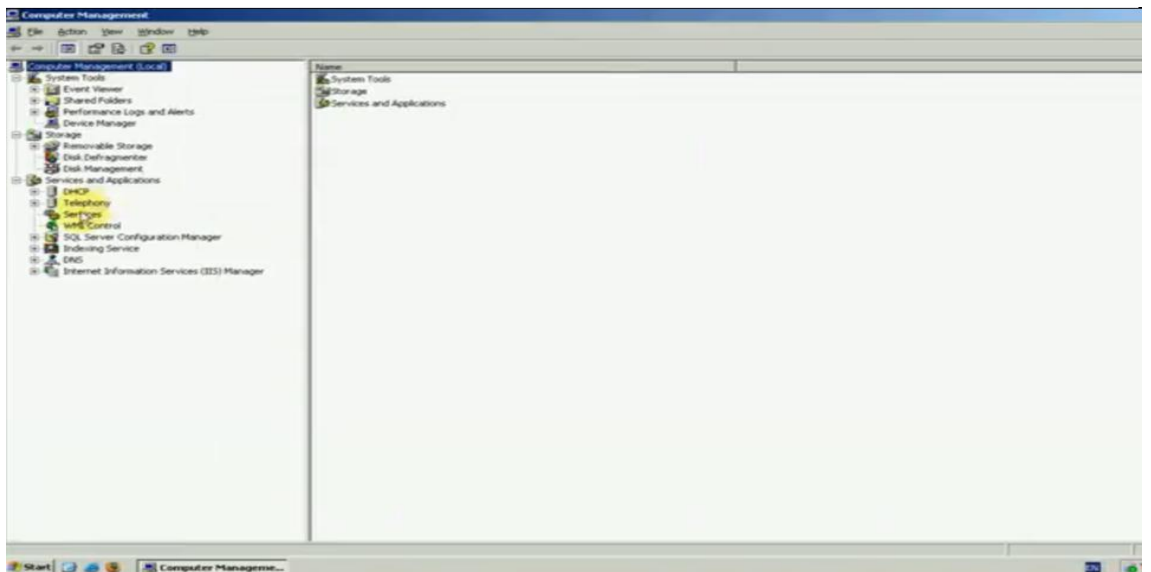 Computer Management
File Action View Window Help
Computer Management (Local)
System Tools
Event Viewer
Shared Folders
Performance Logs and Alerts
Device Manager
Storage
Removable Storage
Disk Defragmenter
Disk Management
Services and Applications
DHCP
Telephony
Services
WMI Control
SQL Server Configuration Manager
Indexing Service
DNS
Internet Information Services (IIS) Manager
Name
System Tools
Storage
Services and Applications
Start
Computer Manageme...
EN